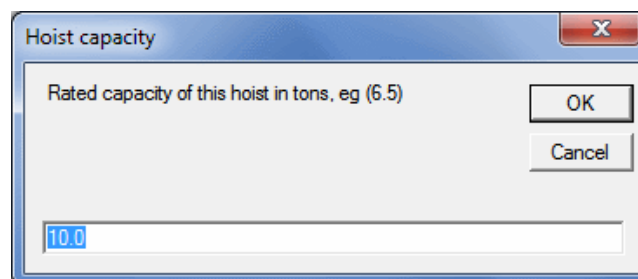 Hoist capacity
Rated capacity of this hoist in tons, eg (6.5)
OK
Cancel
10.0